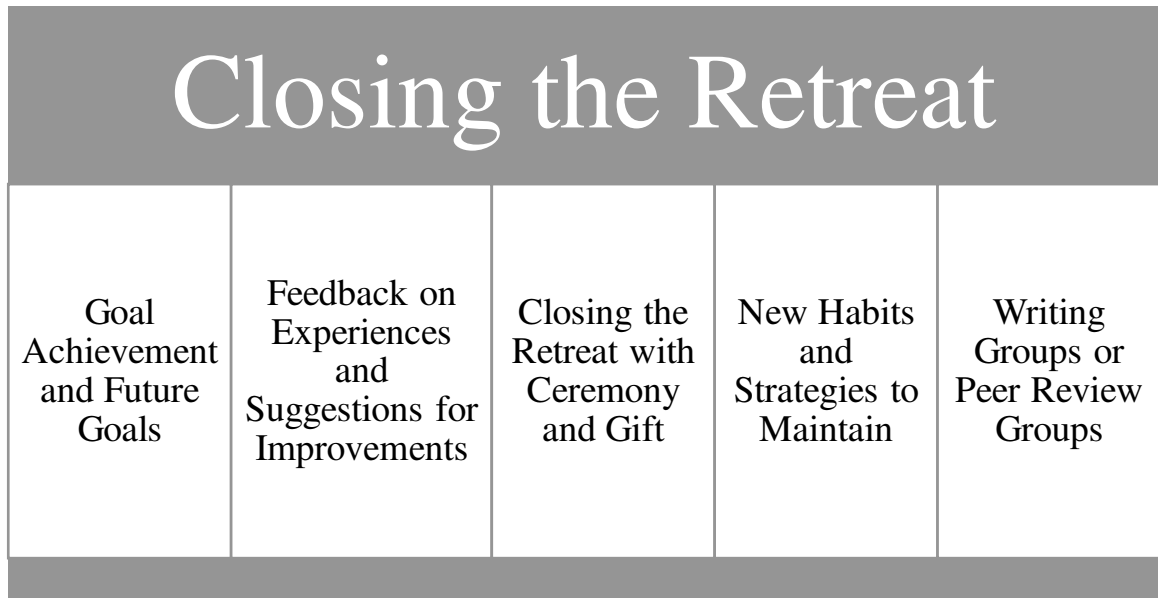 Closing the Retreat
Goal
Achievement
and Future
Goals
Feedback on
Experiences
and
Suggestions for
Improvements
Closing the
Retreat with
Ceremony
and Gift
New Habits
and
Strategies to
Maintain
Writing
Groups or
Peer Review
Groups